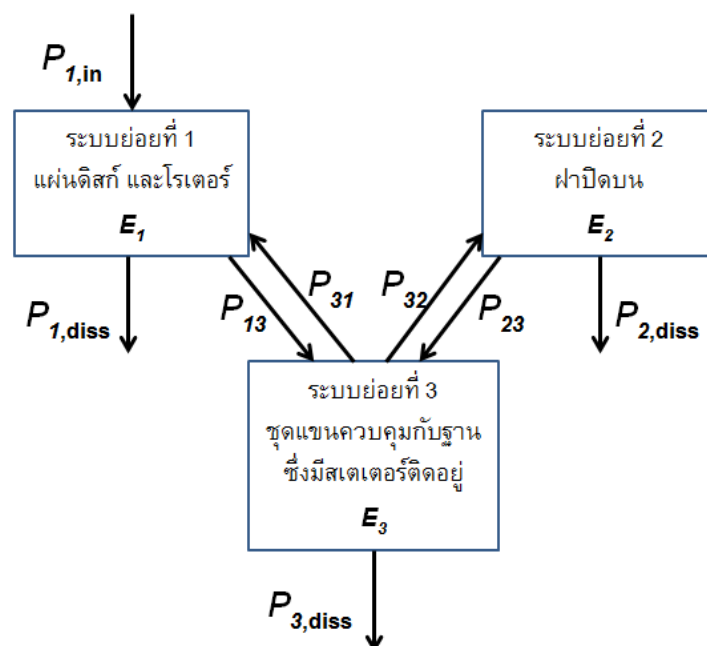 P1,in
ระบบย่อยที่ 1
แผ่นดิสก์ และโรเตอร์
E1
ระบบย่อยที่ 2
ฝาปิดบน
E2
P1,diss
P13
P31
P32
P23
P2,diss
ระบบย่อยที่ 3
ชุดแขนควบคุมกับฐาน
ซึ่งมีสเตเตอร์ติดอยู่
E3
P3,diss